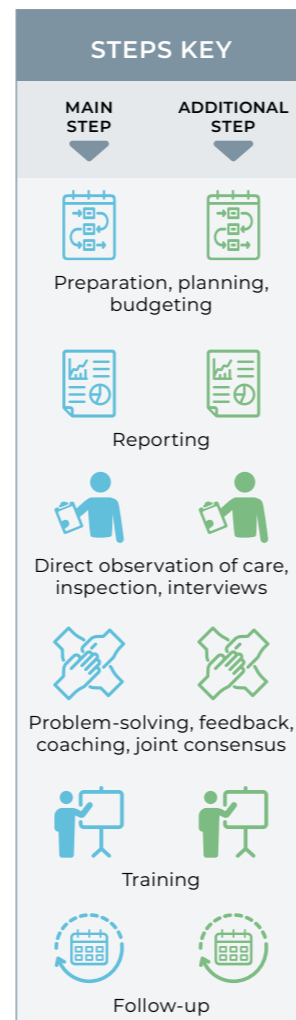 STEPS KEY
MAIN STEP
ADDITIONAL STEP
Preparation, planning,
budgeting
Reporting
Direct observation of care,
inspection, interviews
Problem-solving, feedback,
coaching, joint consensus
Training
Follow-up